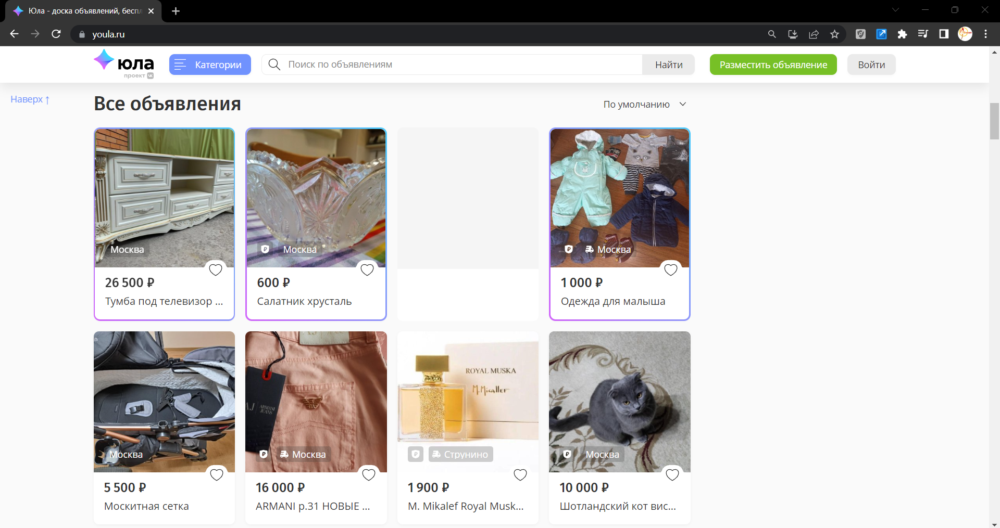 Юла - доска объявлений, беспл
youla.ru
юла
проект
Категории
Поиск по объявлениям
Найти
Разместить объявление
Войти
Наверх ↑
Все объявления
По умолчанию
Москва
26 500 ₽
Тумба под телевизор ...
Москва
600 ₽
Салатник хрусталь
Москва
1 000 ₽
Одежда для малыша
Москва
5 500 ₽
Москитная сетка
AJ ARMANI JEANS
Москва
16 000 ₽
ARMANI р.31 НОВЫЕ ...
ROYAL MUSKA
M.Micallef
Струнино
1 900 ₽
M. Mikalef Royal Musk...
Москва
10 000 ₽
Шотландский кот вис...